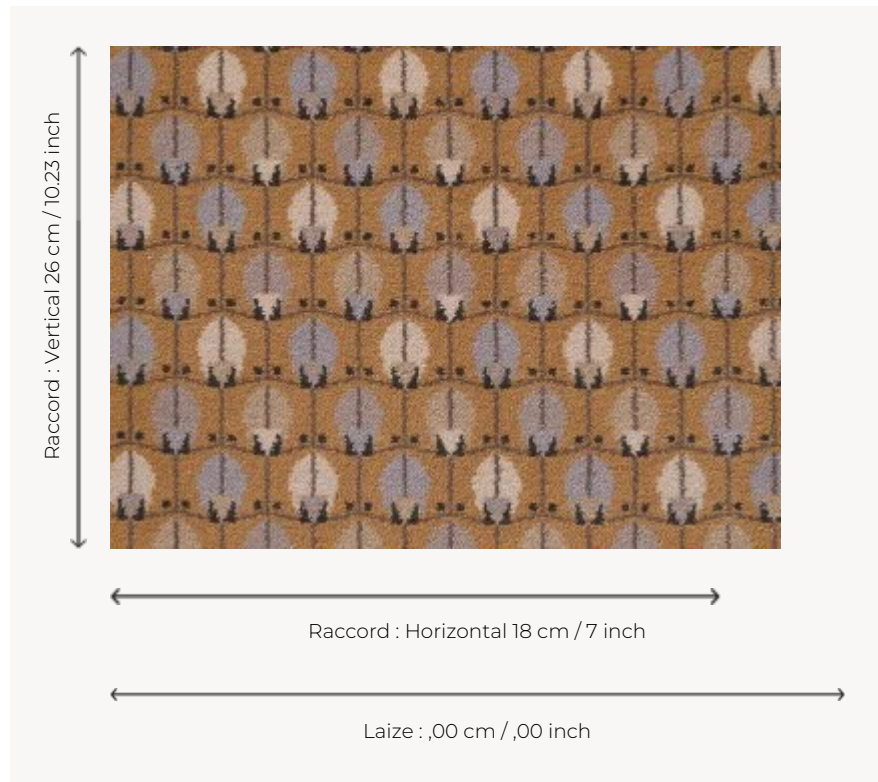 Raccord : Vertical 26 cm / 10.23 inch
Raccord : Horizontal 18 cm / 7 inch
Laize : ,00 cm / ,00 inch